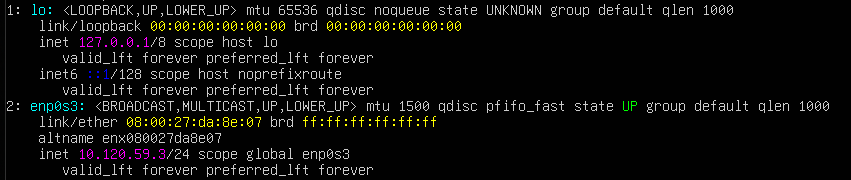 1: lo: <LOOPBACK,UP,LOWER_UP> mtu 65536 qdisc noqueue state UNKNOWN group default qlen 1000
link/loopback 00:00:00:00:00:00 brd 00:00:00:00:00:00
inet 127.0.0.1/8 scope host lo
valid_lft forever preferred_lft forever
inet6 ::1/128 scope host noprefixroute
valid_lft forever preferred_lft forever
2: enp0s3: <BROADCAST,MULTICAST,UP,LOWER_UP> mtu 1500 qdisc pfifo_fast state UP group default qlen 1000
link/ether 08:00:27:da:8e:07 brd ff:ff:ff:ff:ff:ff
altname enx080027da8e07
inet 10.120.59.3/24 scope global enp0s3
valid_lft forever preferred_lft forever